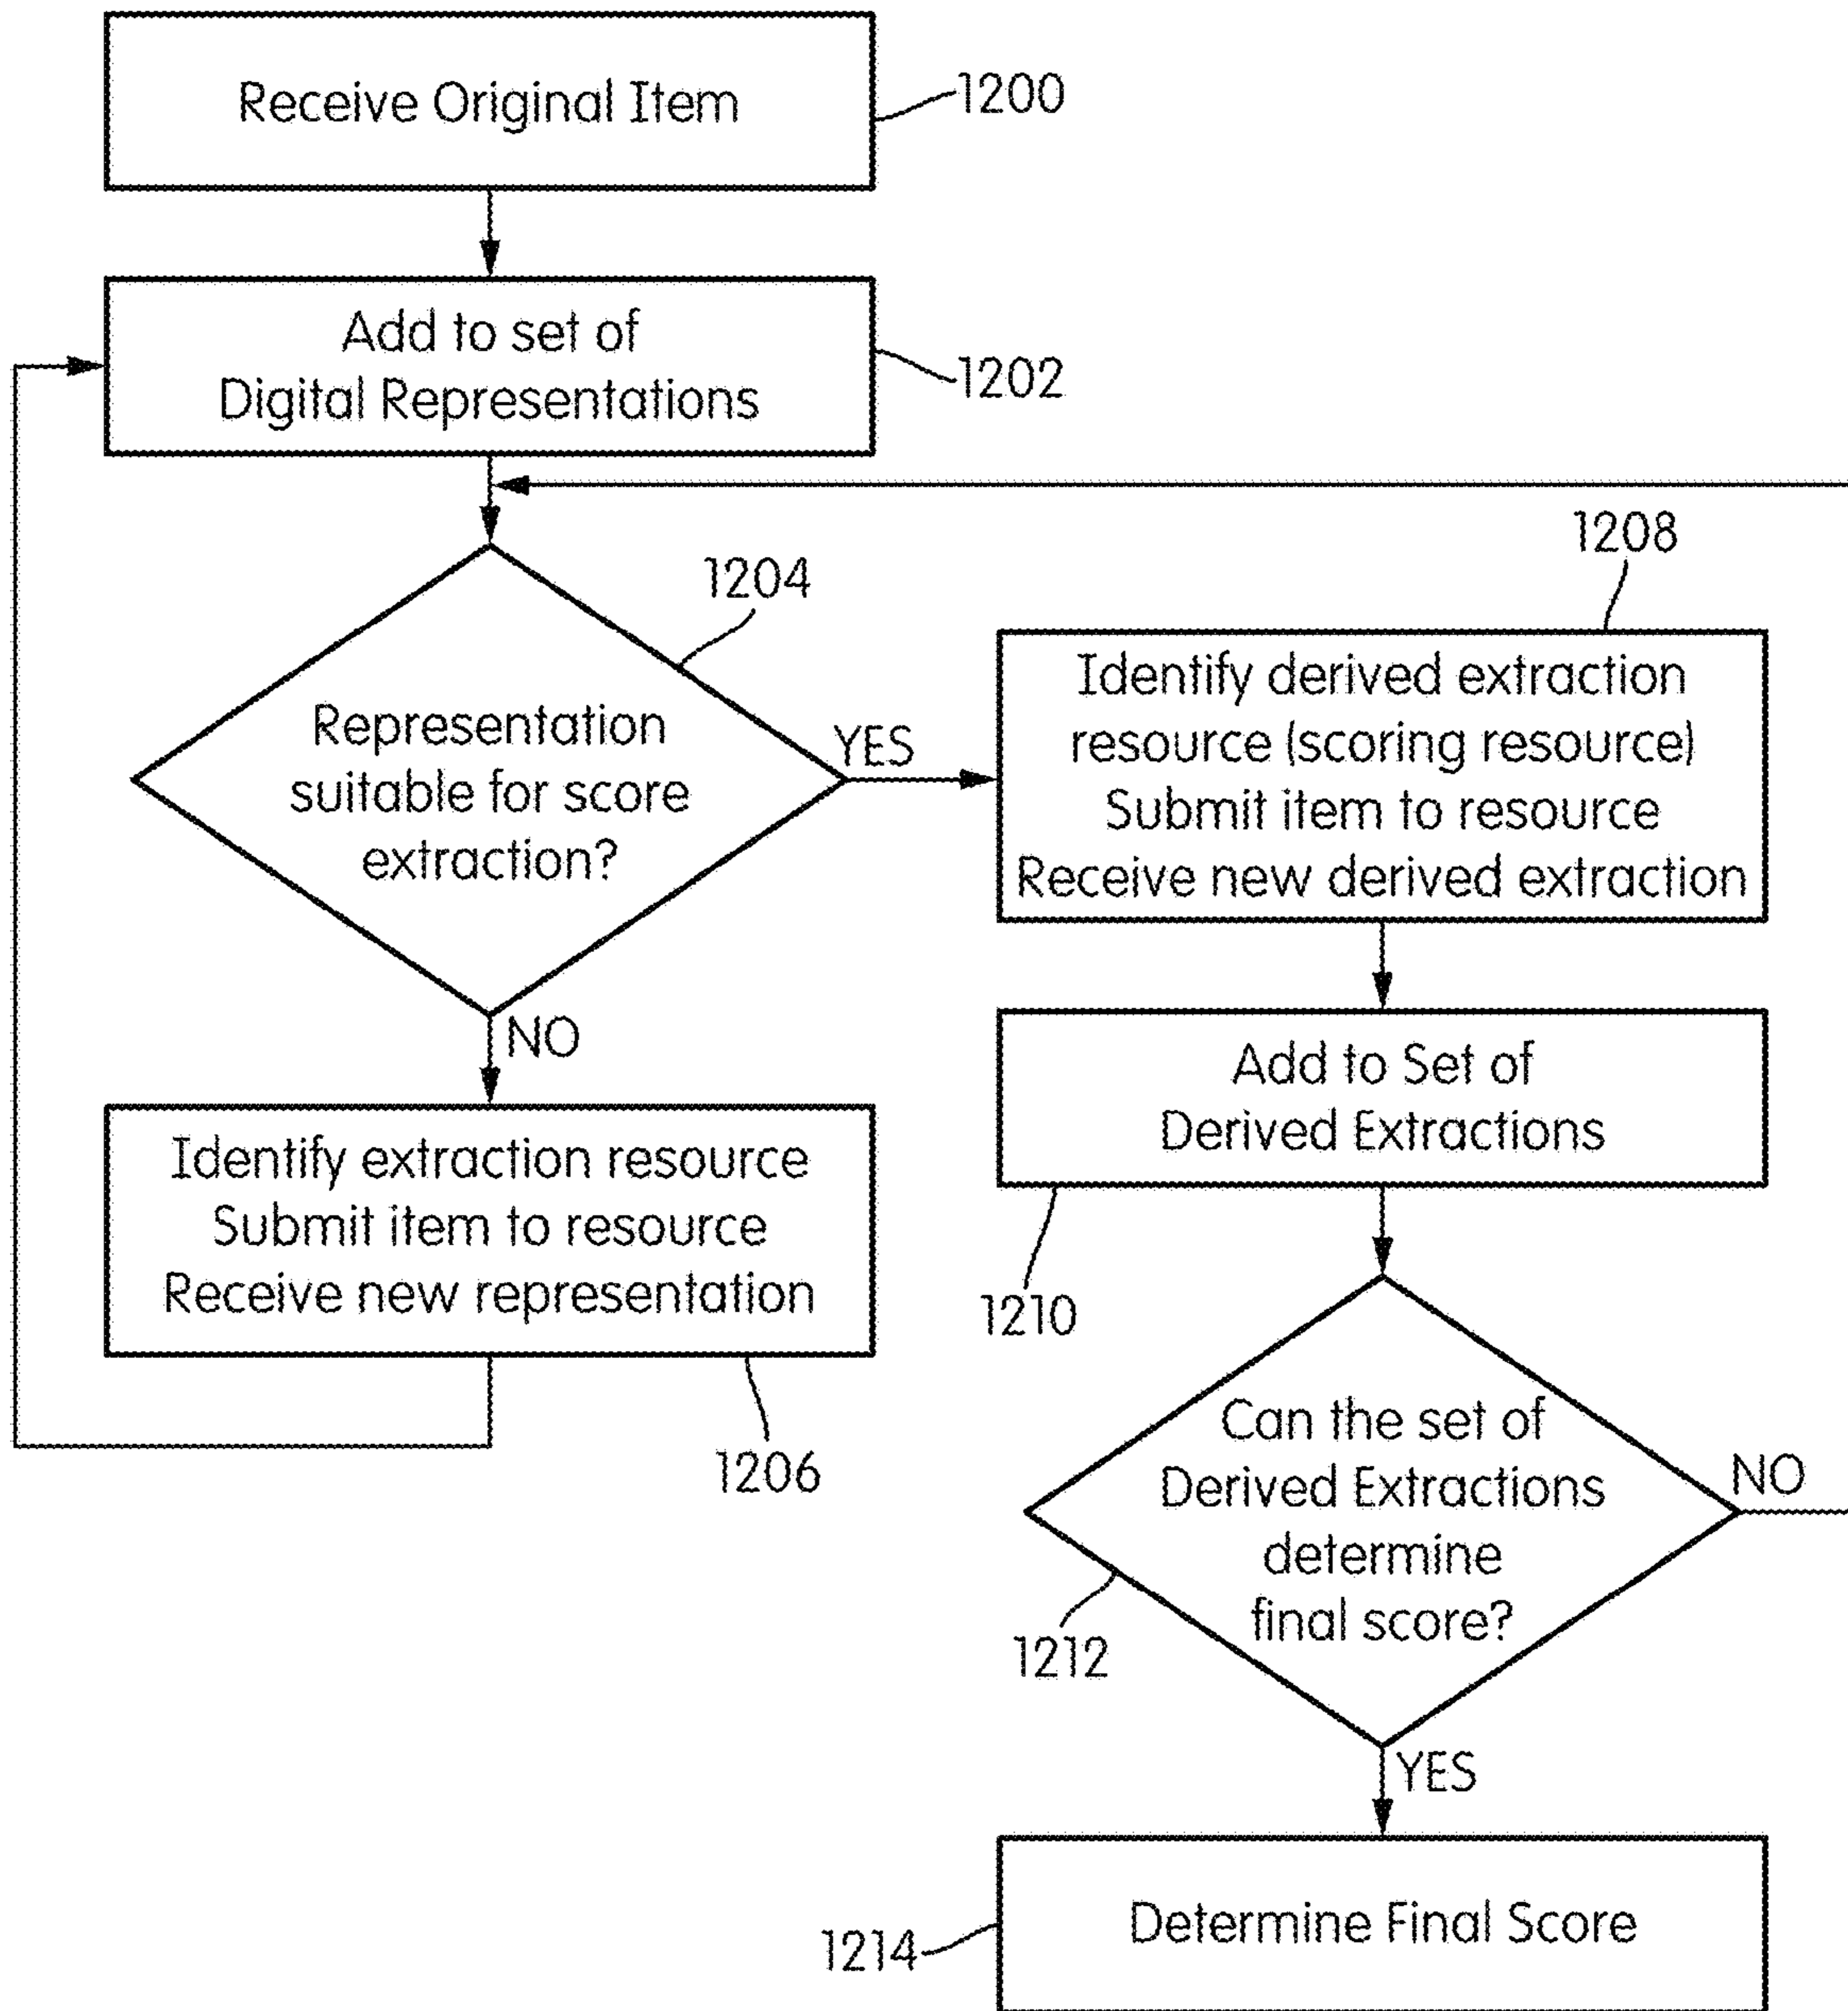 Receive Original Item
1200
Add to set of
Digital Representations
1202
1204
Representation
suitable for score
extraction?
YES
NO
1208
Identify derived extraction
resource (scoring resource)
Submit item to resource
Receive new derived extraction
Identify extraction resource
Submit item to resource
Receive new representation
1206
Add to Set of
Derived Extractions
1210
Can the set of
Derived Extractions
determine
final score?
NO
1212
YES
Determine Final Score
1214